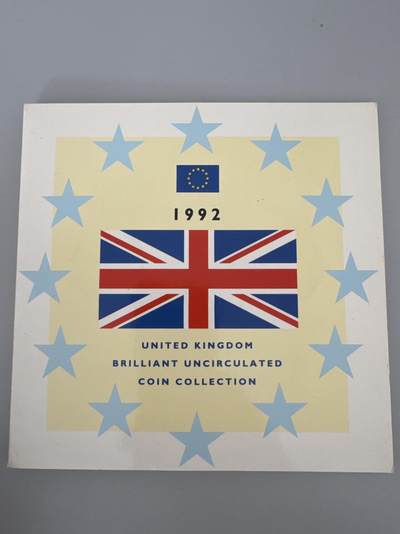 1992
UNITED KINGDOM
BRILLIANT UNCIRCULATED
COIN COLLECTION